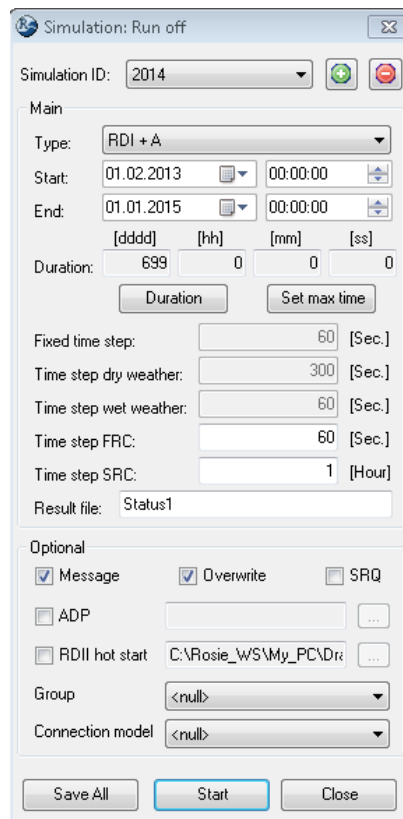 Simulation: Run off
Simulation ID: 2014
Main
Type: RDI + A
Start: 01.02.2013 00:00:00
End: 01.01.2015 00:00:00
[dddd] [hh] [mm] [ss]
Duration: 699 0 0 0
Duration Set max time
Fixed time step: 60 [Sec.]
Time step dry weather: 300 [Sec.]
Time step wet weather: 60 [Sec.]
Time step FRC: 60 [Sec.]
Time step SRC: 1 [Hour]
Result file: Status1
Optional
Message Overwrite SRQ
ADP ...
RDII hot start C:\Rosie_WS\My_PC\Dra ...
Group <null>
Connection model <null>
Save All Start Close